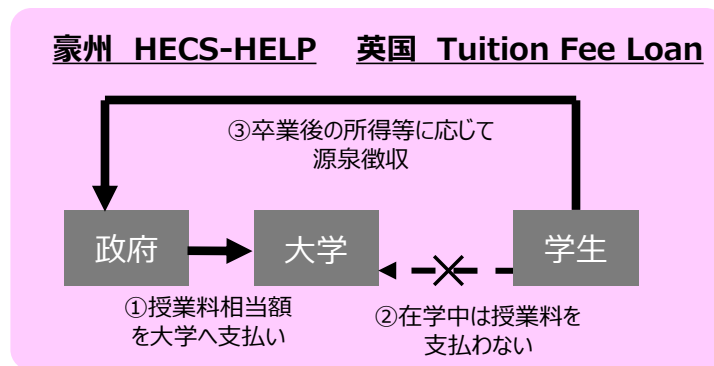 豪州 HECS-HELP 英国 Tuition Fee Loan
③卒業後の所得等に応じて
源泉徴収
政府
大学
学生
①授業料相当額
を大学へ支払い
②在学中は授業料を
支払わない